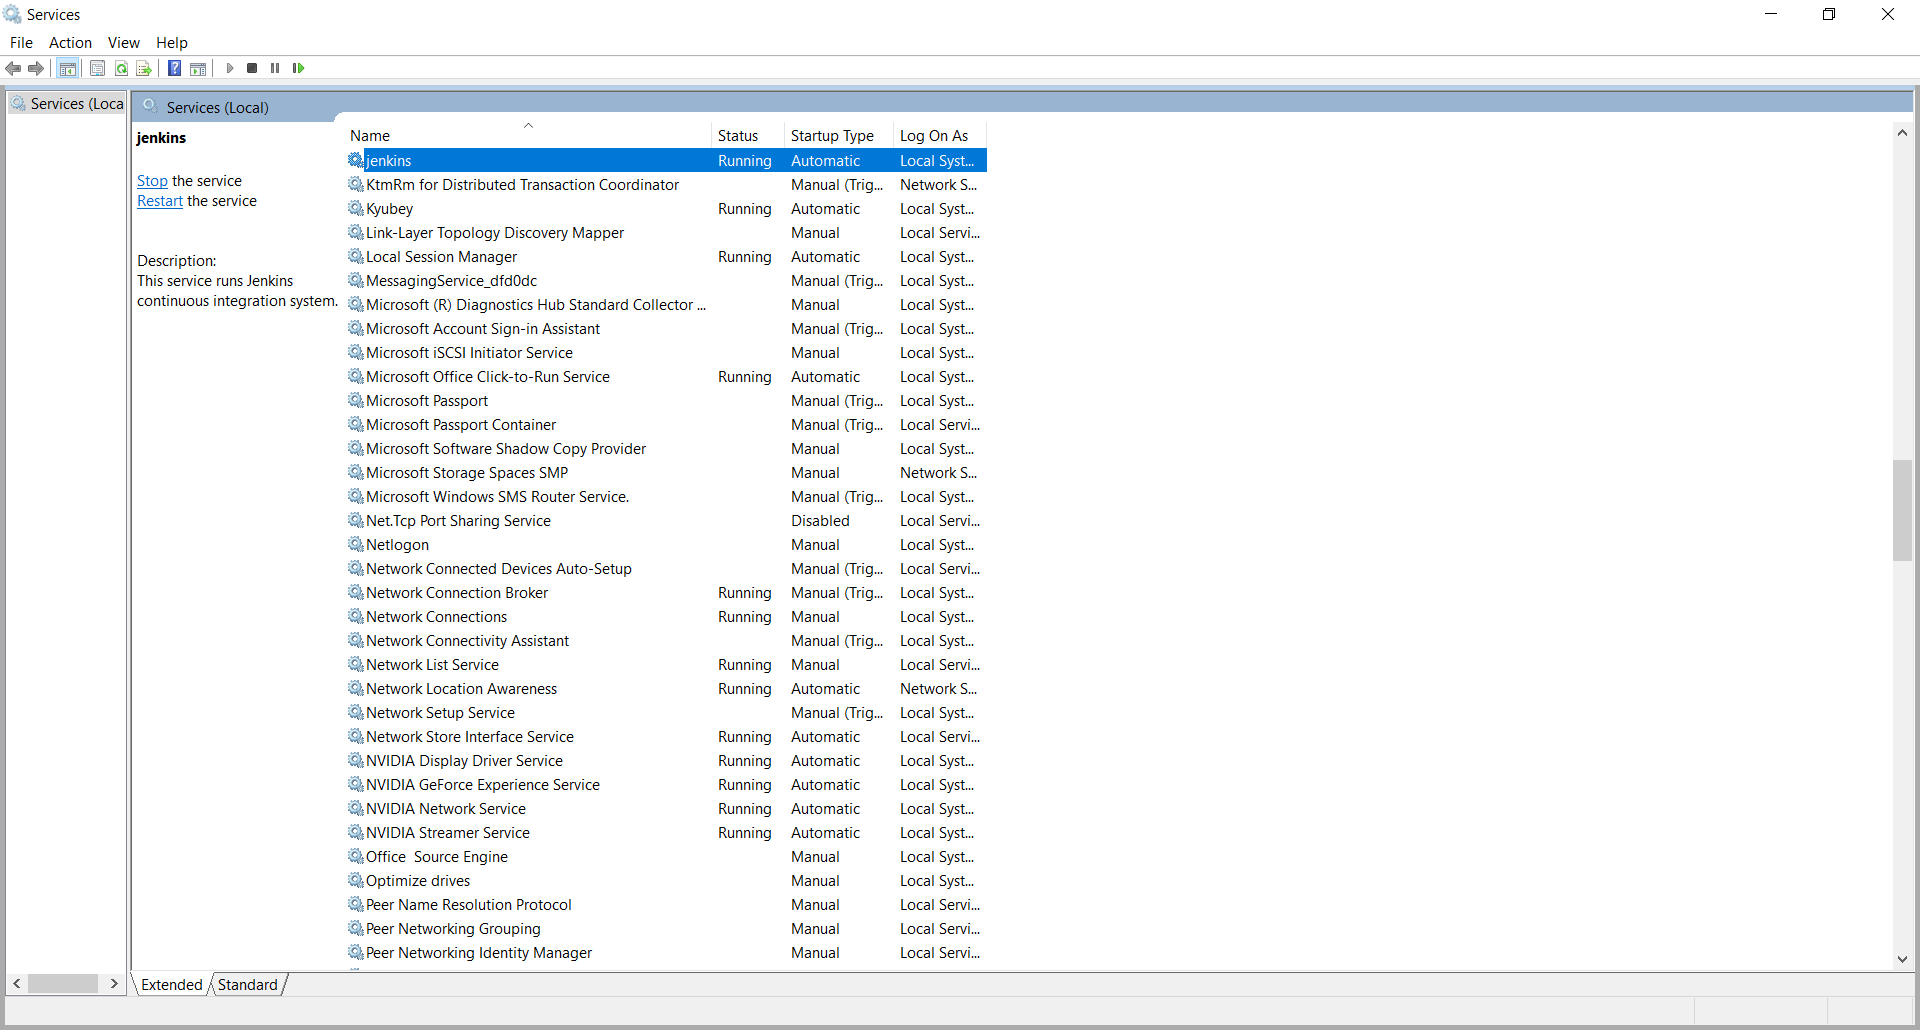 Services
File Action View Help
Services (Loca
Services (Local)
jenkins
Stop the service
Restart the service
Description:
This service runs Jenkins
continuous integration system.
Name Status Startup Type Log On As
jenkins Running Automatic Local Syst...
KtmRm for Distributed Transaction Coordinator Manual (Trig... Network S...
Kyubey Running Automatic Local Syst...
Link-Layer Topology Discovery Mapper Manual Local Servi...
Local Session Manager Running Automatic Local Syst...
MessagingService_dfd0dc Manual (Trig... Local Syst...
Microsoft (R) Diagnostics Hub Standard Collector ... Manual Local Syst...
Microsoft Account Sign-in Assistant Manual (Trig... Local Syst...
Microsoft iSCSI Initiator Service Manual Local Syst...
Microsoft Office Click-to-Run Service Running Automatic Local Syst...
Microsoft Passport Manual (Trig... Local Syst...
Microsoft Passport Container Manual (Trig... Local Servi...
Microsoft Software Shadow Copy Provider Manual Local Syst...
Microsoft Storage Spaces SMP Manual Network S...
Microsoft Windows SMS Router Service. Manual (Trig... Local Syst...
Net.Tcp Port Sharing Service Disabled Local Servi...
Netlogon Manual Local Syst...
Network Connected Devices Auto-Setup Manual (Trig... Local Servi...
Network Connection Broker Running Manual (Trig... Local Syst...
Network Connections Running Manual Local Syst...
Network Connectivity Assistant Manual (Trig... Local Syst...
Network List Service Running Manual Local Servi...
Network Location Awareness Running Automatic Network S...
Network Setup Service Manual (Trig... Local Syst...
Network Store Interface Service Running Automatic Local Servi...
NVIDIA Display Driver Service Running Automatic Local Syst...
NVIDIA GeForce Experience Service Running Automatic Local Syst...
NVIDIA Network Service Running Automatic Local Syst...
NVIDIA Streamer Service Running Automatic Local Syst...
Office  Source Engine Manual Local Syst...
Optimize drives Manual Local Syst...
Peer Name Resolution Protocol Manual Local Servi...
Peer Networking Grouping Manual Local Servi...
Peer Networking Identity Manager Manual Local Servi...
Extended Standard